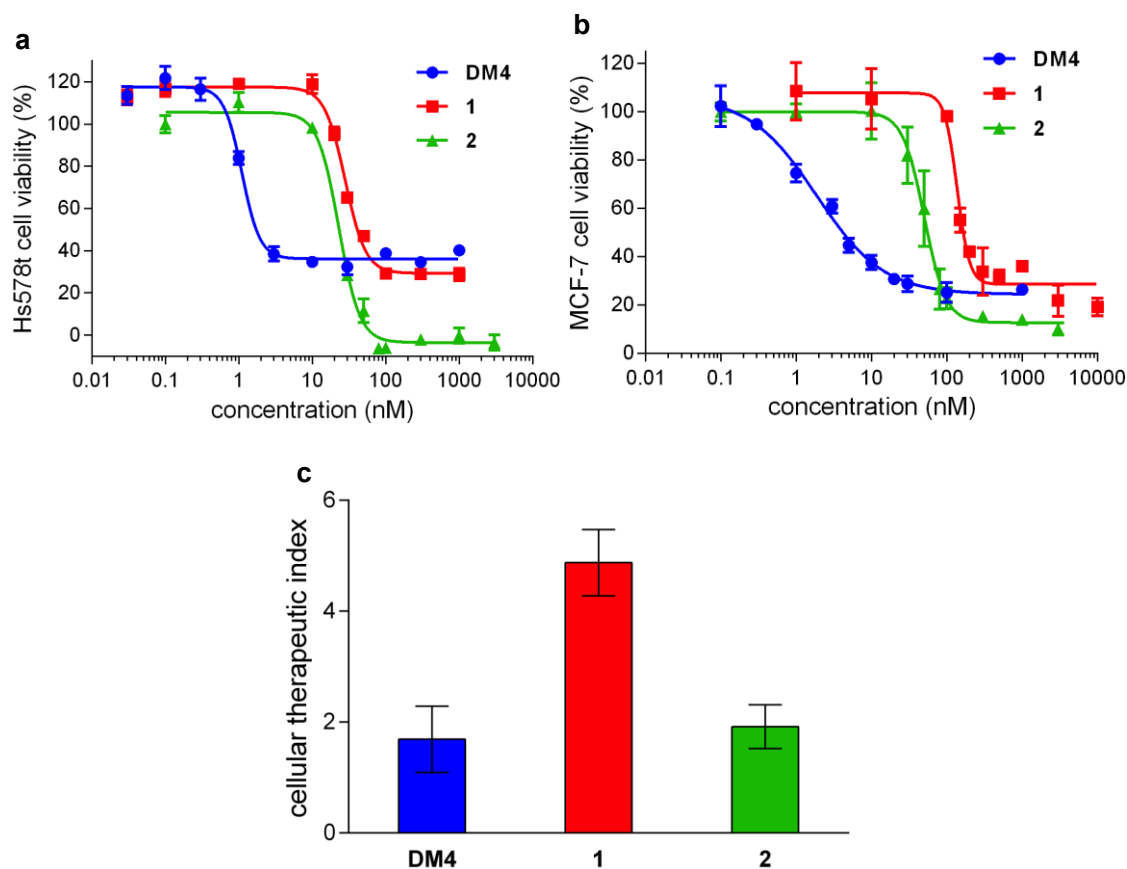 a
Hs578t cell viability (%)
120
100
80
60
40
20
0
0.01 0.1 1 10 100 1000 10000
concentration (nM)
DM4
1
2
b
MCF-7 cell viability (%)
120
100
80
60
40
20
0
0.01 0.1 1 10 100 1000 10000
concentration (nM)
DM4
1
2
c
cellular therapeutic index
6
4
2
0
DM4 1 2